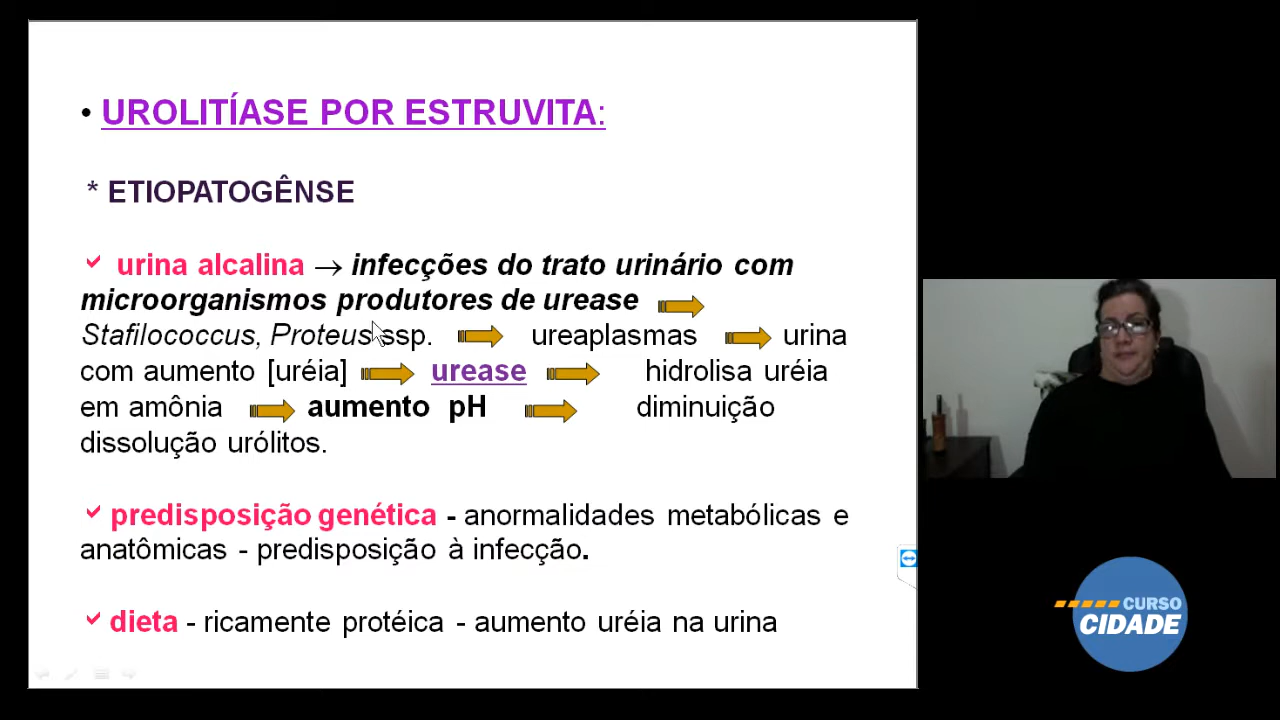 • UROLITÍASE POR ESTRUVITA:
* ETIOPATOGÊNSE
urina alcalina → infecções do trato urinário com
microorganismos produtores de urease
Stafilococcus, Proteus ssp. ureaplasmas urina
com aumento [uréia] urease hidrolisa uréia
em amônia aumento pH diminuição
dissolução urólitos.
predisposição genética - anormalidades metabólicas e
anatômicas - predisposição à infecção.
dieta - ricamente protéica - aumento uréia na urina
CURSO
CIDADE